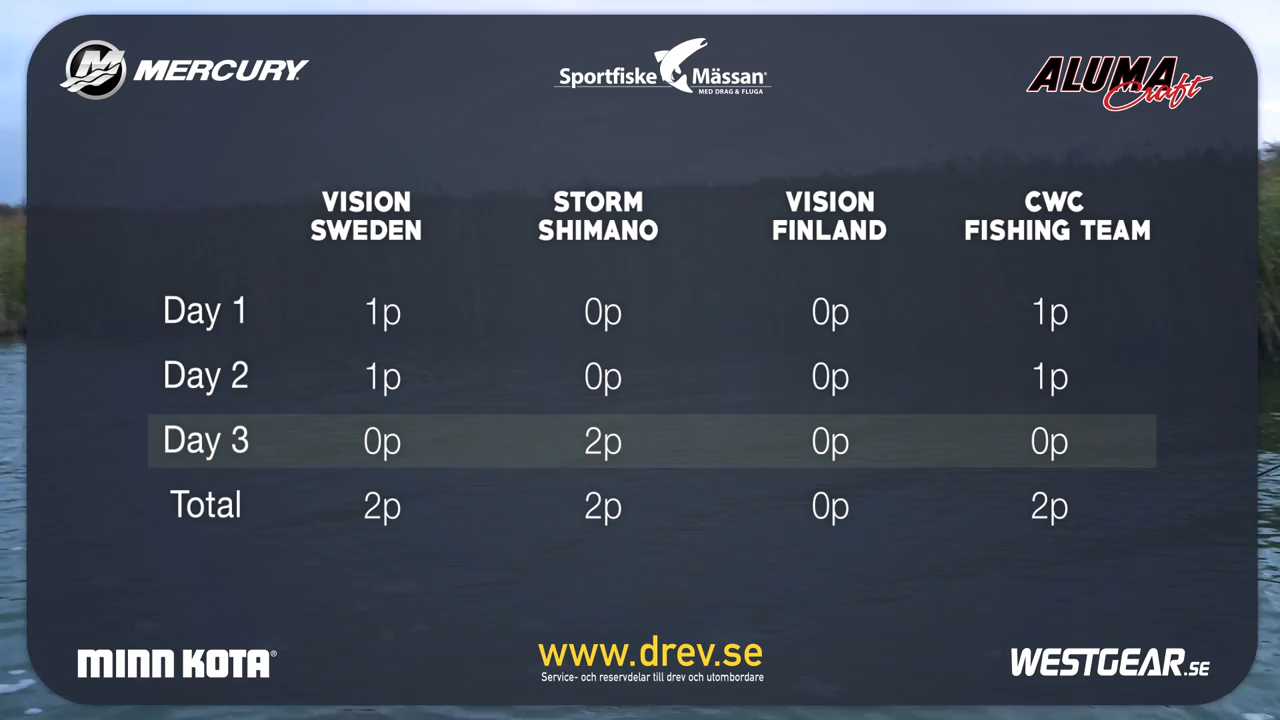 MERCURY
Sportfiske Mässan
MED DRAG & FLUGA
ALUMA
Craft
VISION SWEDEN STORM SHIMANO VISION FINLAND CWC FISHING TEAM
Day 1 1p 0p 0p 1p
Day 2 1p 0p 0p 1p
Day 3 0p 2p 0p 0p
Total 2p 2p 0p 2p
MINN KOTA®
www.drev.se
Service- och reservdelar till drev och utombordare
WESTGEAR.SE